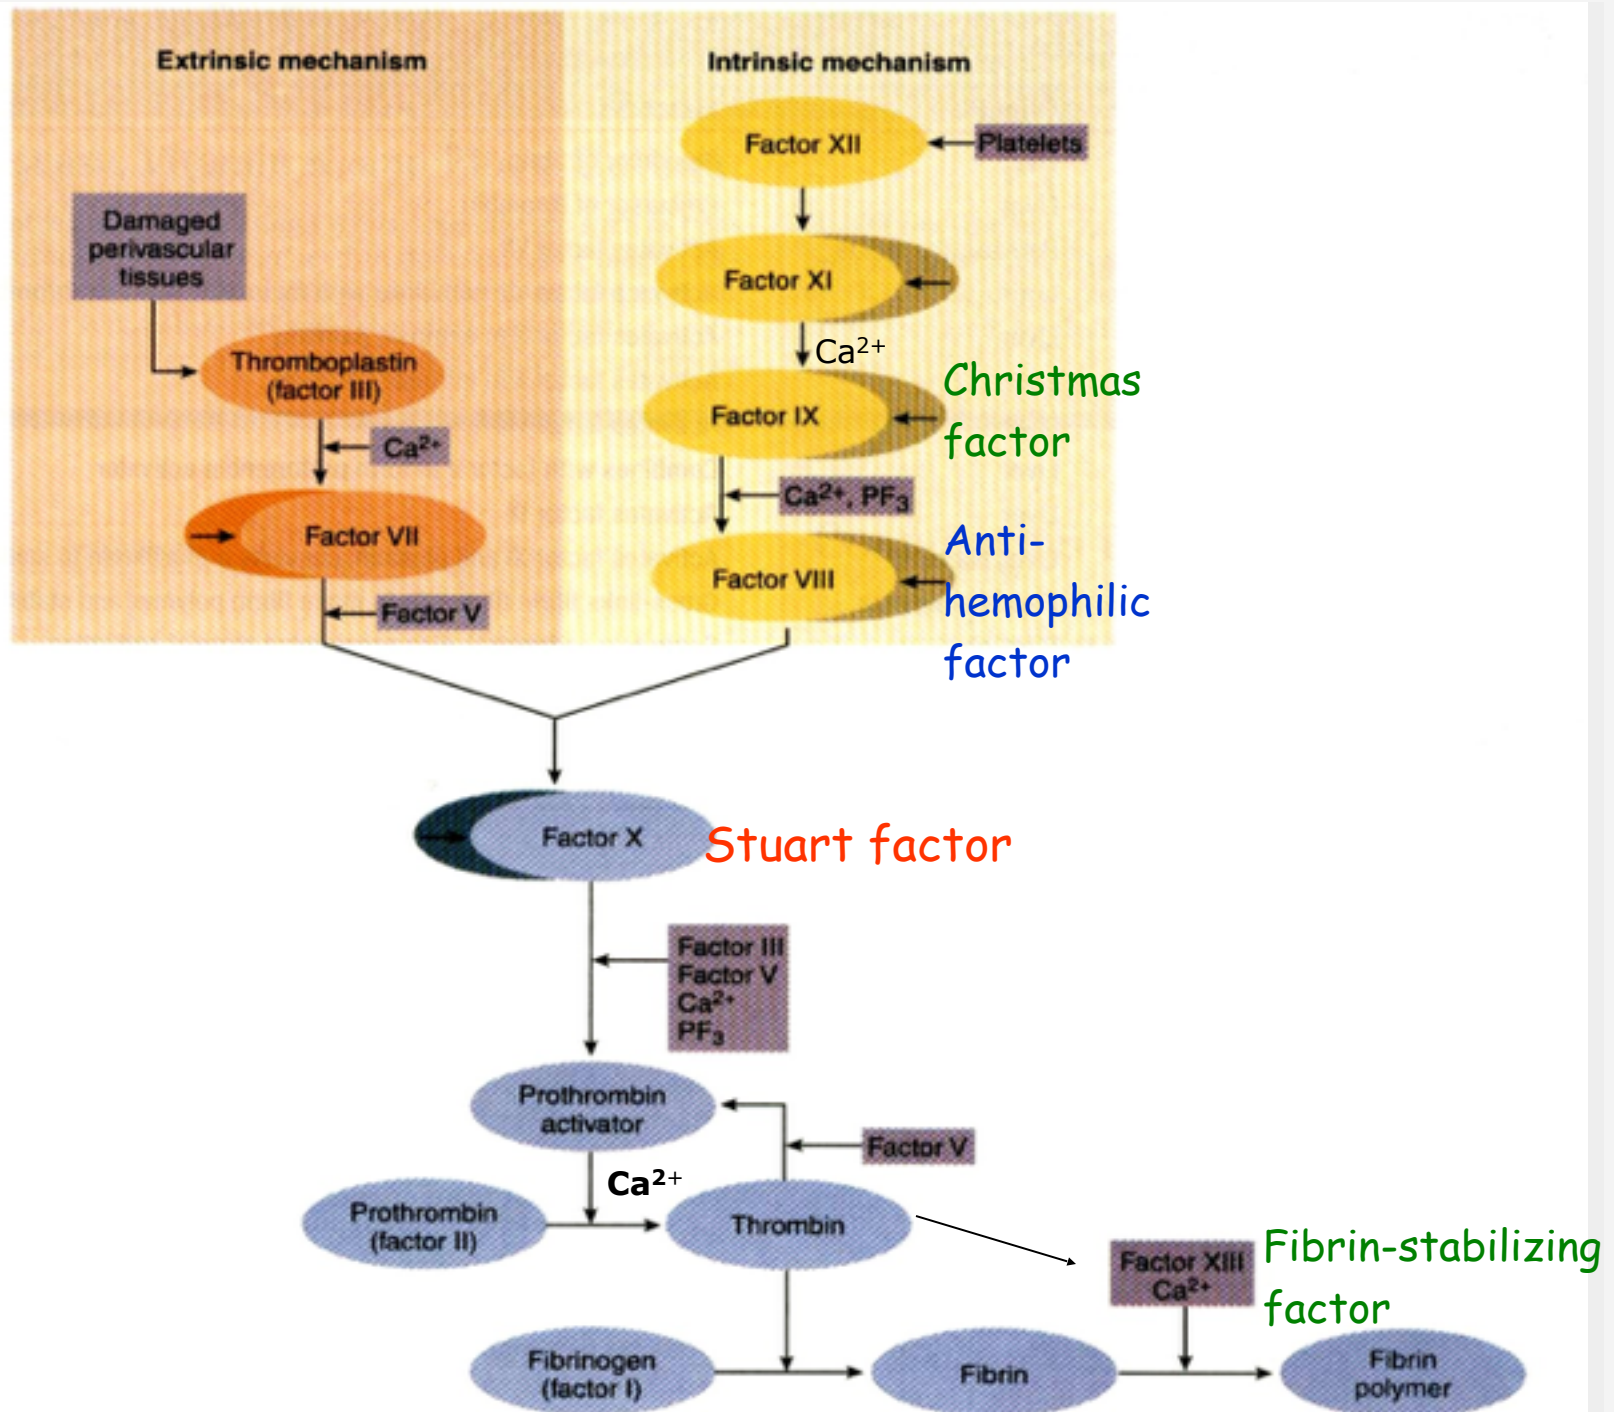 Extrinsic mechanism
Intrinsic mechanism
Factor XII
Platelets
Damaged
perivascular
tissues
Factor XI
Ca²⁺
Thromboplastin
(factor III)
Christmas
factor
Factor IX
Ca²⁺
Ca²⁺, PF₃
Factor VII
Anti-
hemophilic
factor
Factor VIII
Factor V
Factor X
Stuart factor
Factor III
Factor V
Ca²⁺
PF₃
Prothrombin
activator
Factor V
Ca²⁺
Prothrombin
(factor II)
Thrombin
Factor XIII
Ca²⁺
Fibrin-stabilizing
factor
Fibrinogen
(factor I)
Fibrin
Fibrin
polymer